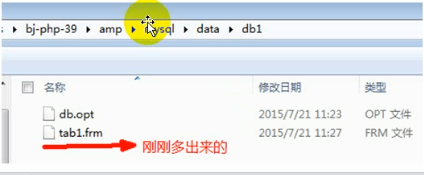 s ▸ bj-php-39 ▸ amp ▸ mysql ▸ data ▸ db1
名称 修改日期 类型
db.opt 2015/7/21 11:23 OPT 文件
tab1.frm 2015/7/21 11:27 FRM 文件
刚刚多出来的